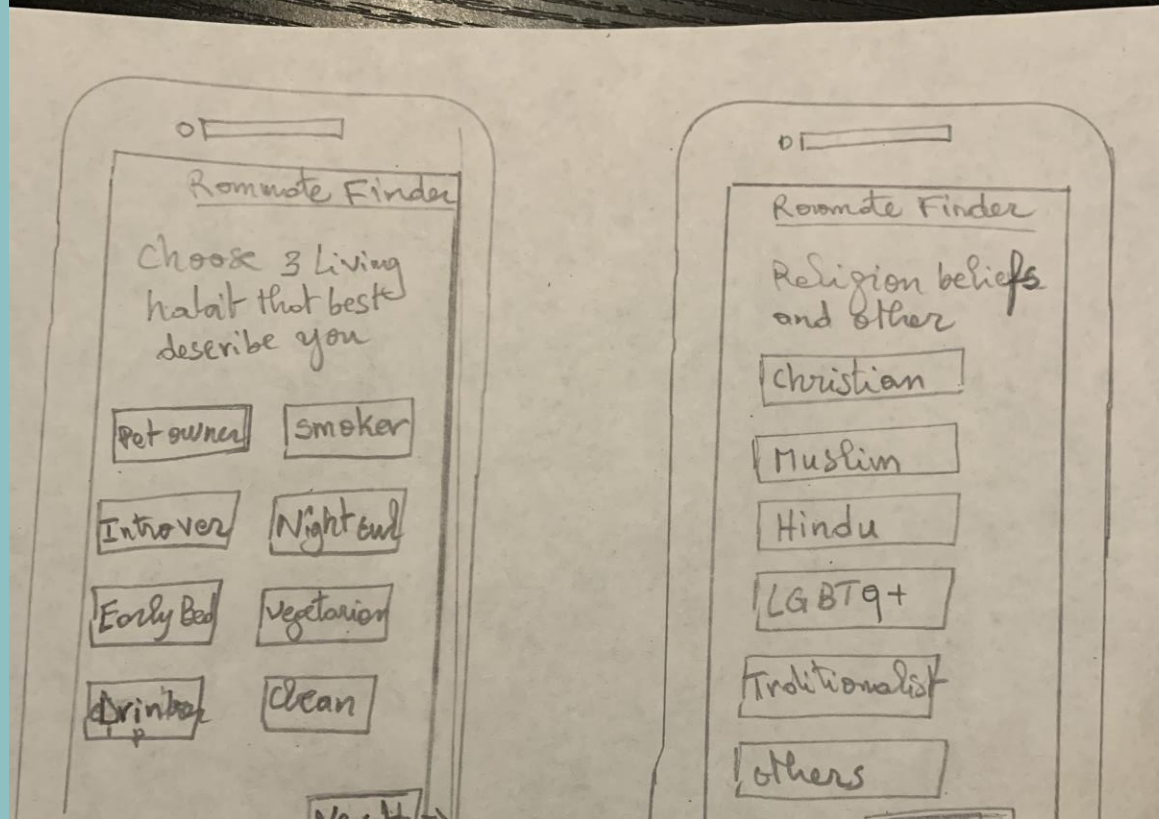 Rommate Finder
Choose 3 Living
habit that best
describe you
Pet owner
smoker
Introver
Night owl
Early Bed
vegetarian
Clean
Roomate Finder
Religion beliefs
and other
Christian
Muslim
Hindu
LGBTq+
Traditionalist
others